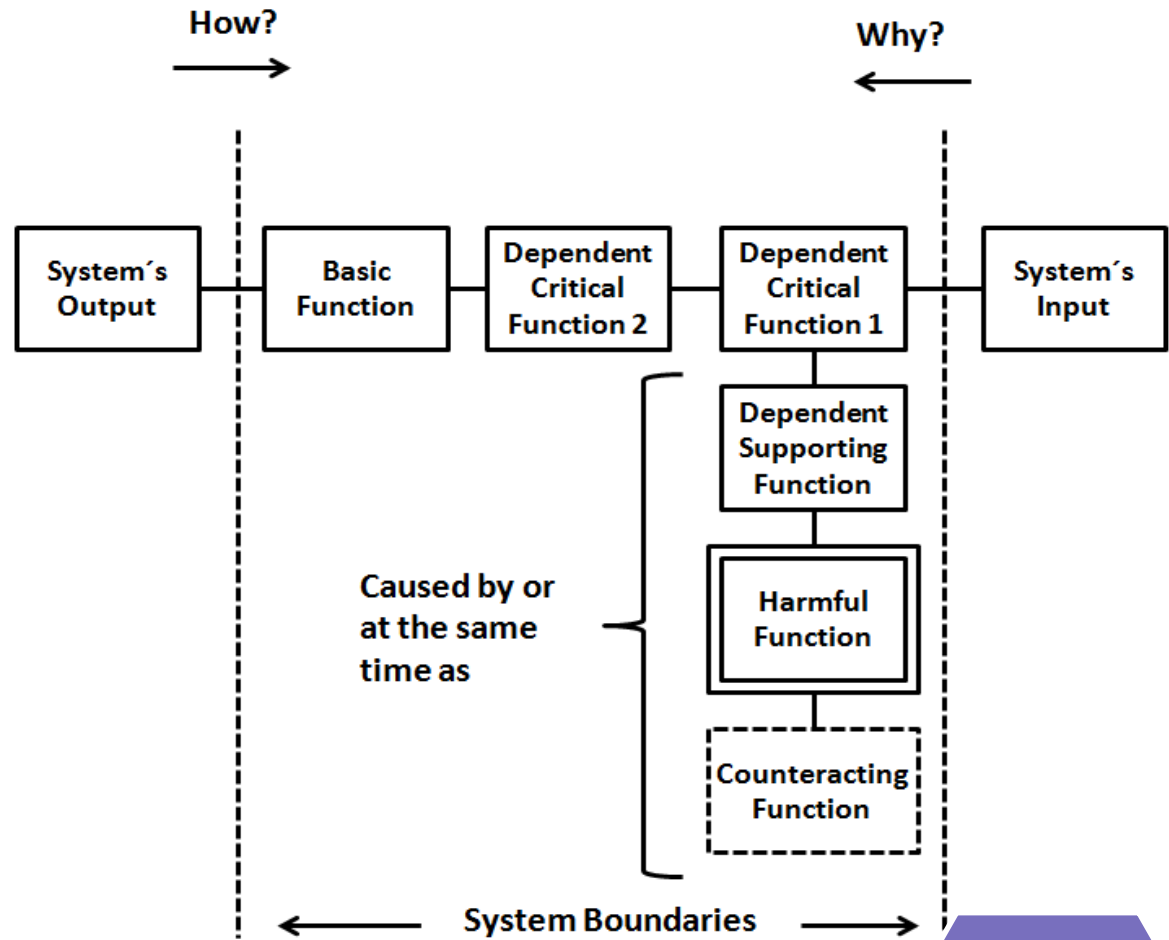 How?
Why?
System´s
Output
Basic
Function
Dependent
Critical
Function 2
Dependent
Critical
Function 1
System´s
Input
Dependent
Supporting
Function
Harmful
Function
Caused by or
at the same
time as
Counteracting
Function
System Boundaries